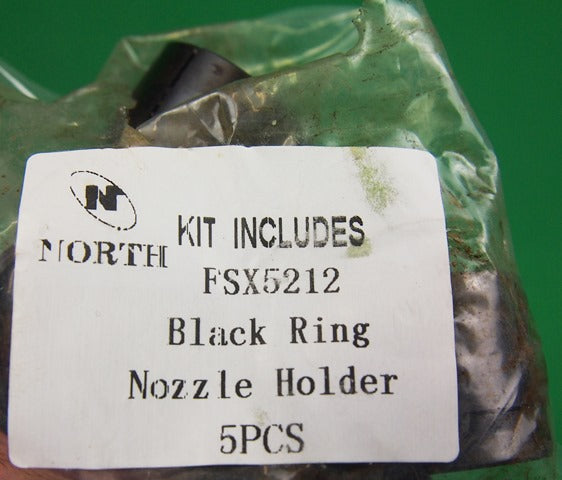 N
NORTH
KIT INCLUDES
FSX5212
Black Ring
Nozzle Holder
5PCS